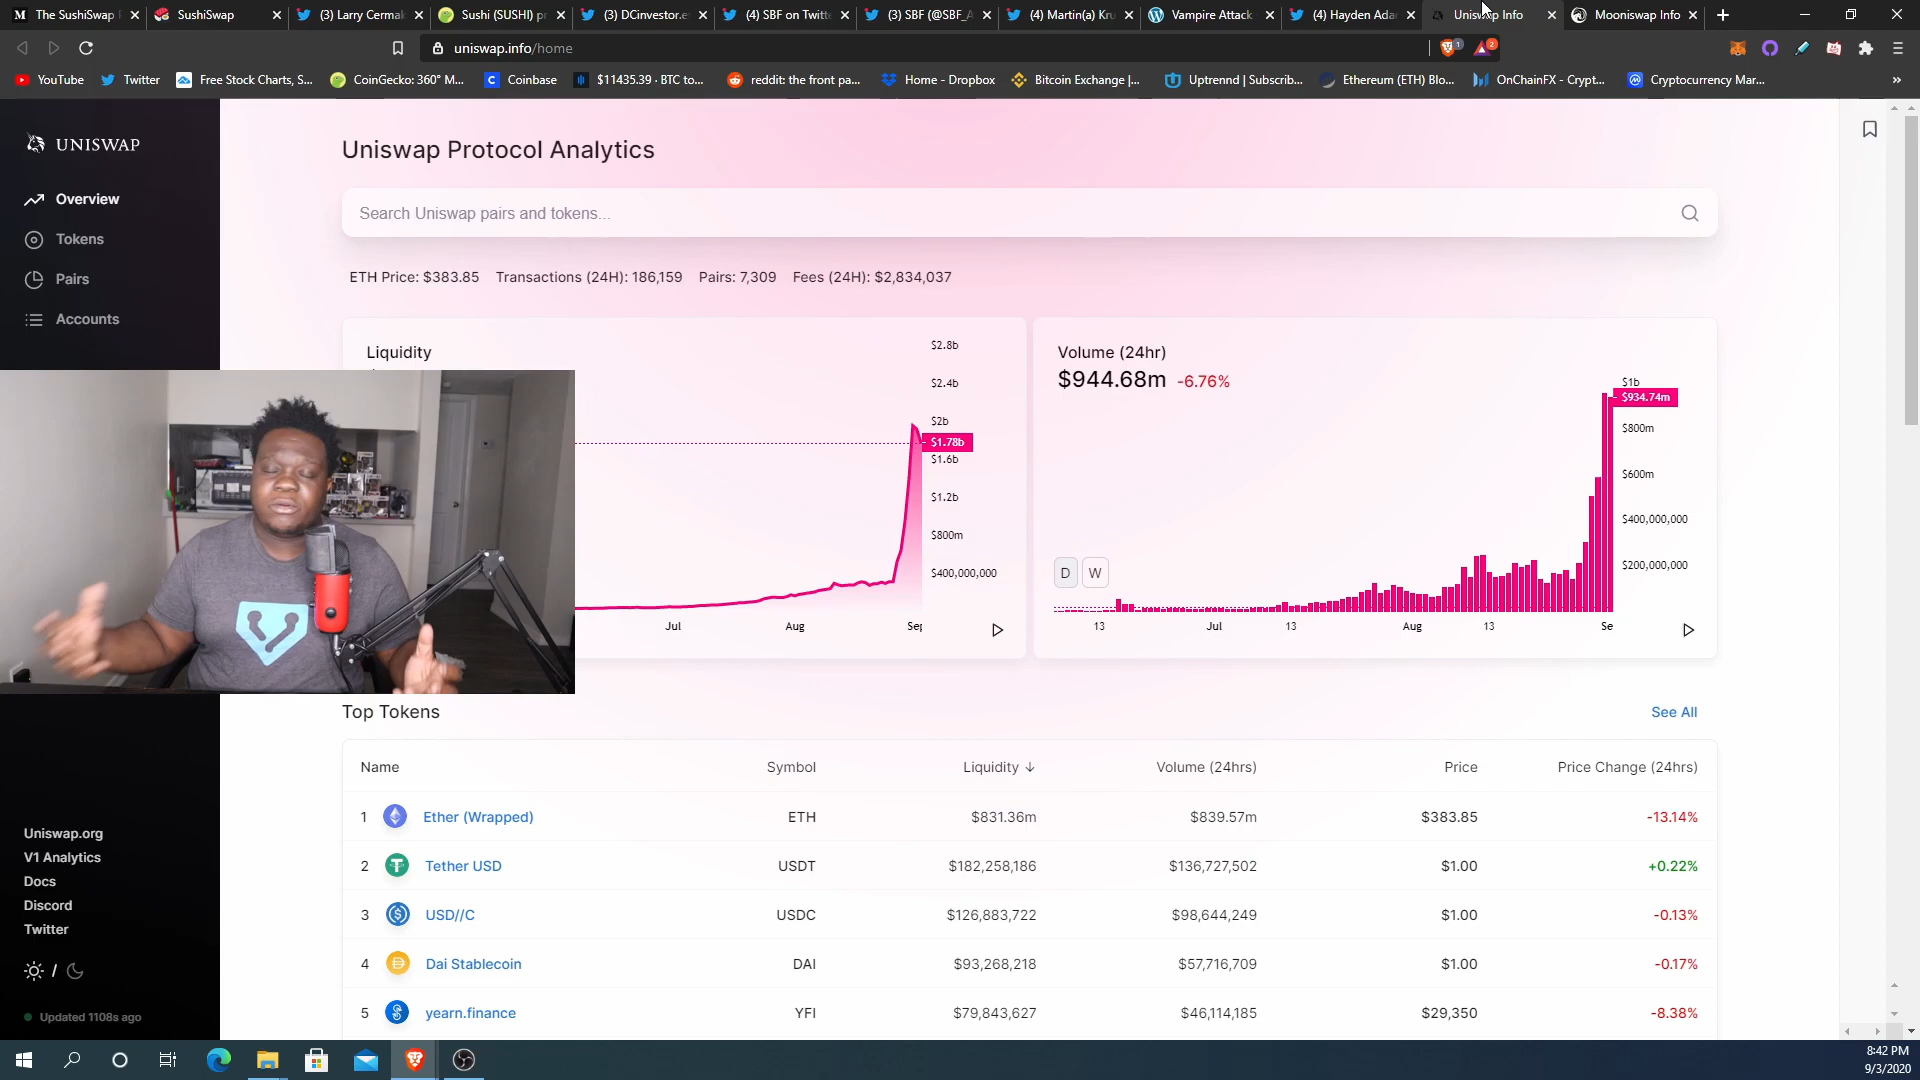 The SushiSwap
SushiSwap
(3) Larry Cerma
Sushi (SUSHI) p
(3) DCinvestor.e
(4) SBF on Twitt
(3) SBF (@SBF_A
(4) Martin(a) Kru
Vampire Attack
(4) Hayden Ada
Uniswap Info
Mooniswap Info
uniswap.info/home
1
2
YouTube
Twitter
Free Stock Charts, S...
CoinGecko: 360° M...
Coinbase
$11435.39 · BTC to...
reddit: the front pa...
Home - Dropbox
Bitcoin Exchange |...
Uptrennd | Subscrib...
Ethereum (ETH) Blo...
OnChainFX - Crypt...
Cryptocurrency Mar...
UNISWAP
Overview
Tokens
Pairs
Accounts
Uniswap Protocol Analytics
Search Uniswap pairs and tokens...
ETH Price: $383.85 Transactions (24H): 186,159 Pairs: 7,309 Fees (24H): $2,834,037
Liquidity
$2.8b
$2.4b
$2b
$1.78b
$1.6b
$1.2b
$800m
$400,000,000
Jul
Aug
Sep
Volume (24hr)
$944.68m -6.76%
$1b
$934.74m
$800m
$600m
$400,000,000
$200,000,000
D
W
13
Jul
13
Aug
13
Se
Top Tokens
See All
Name Symbol Liquidity ↓ Volume (24hrs) Price Price Change (24hrs)
1 Ether (Wrapped) ETH $831.36m $839.57m $383.85 -13.14%
2 Tether USD USDT $182,258,186 $136,727,502 $1.00 +0.22%
3 USD//C USDC $126,883,722 $98,644,249 $1.00 -0.13%
4 Dai Stablecoin DAI $93,268,218 $57,716,709 $1.00 -0.17%
5 yearn.finance YFI $79,843,627 $46,114,185 $29,350 -8.38%
Uniswap.org
V1 Analytics
Docs
Discord
Twitter
/
Updated 1108s ago
8:42 PM
9/3/2020